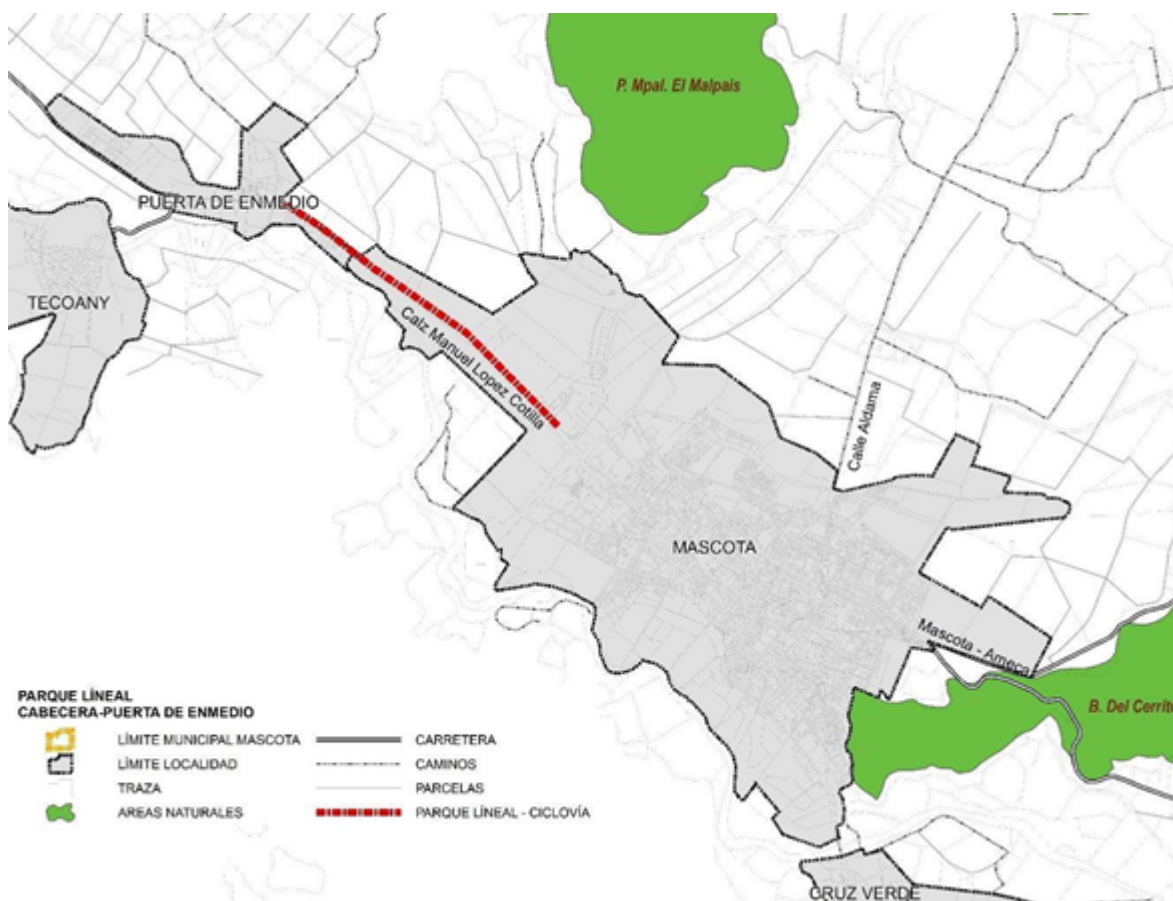 P. Mpal. El Malpais
PUERTA DE ENMEDIO
TECOANY
Calz Manuel Lopez Cotilla
Calle Aldama
MASCOTA
Mascota - Ameca
B. Del Cerrito
CRUZ VERDE
PARQUE LÍNEAL
CABECERA-PUERTA DE ENMEDIO
LÍMITE MUNICIPAL MASCOTA
LÍMITE LOCALIDAD
TRAZA
AREAS NATURALES
CARRETERA
CAMINOS
PARCELAS
PARQUE LÍNEAL - CICLOVÍA